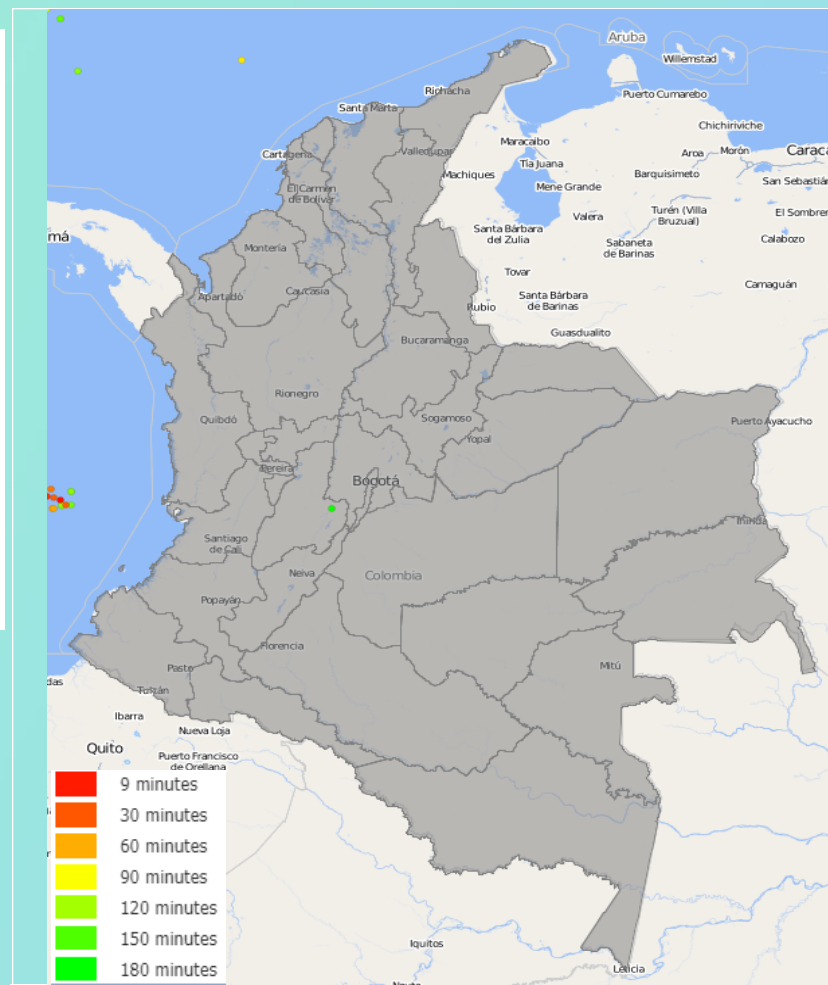 Aruba
Willemstad
Riohacha
Puerto Cumarebo
Santa Marta
Chichiriviche
Maracaibo
Caraca
Cartagena
Valledupar
Aroa
Morón
Tía Juana
Machiques
Barquisimeto
San Sebastián
Mene Grande
El Carmen
de Bolívar
Valera
Turén (Villa
Bruzual)
El Sombrer
Santa Bárbara
del Zulia
má
Montería
Sabaneta
de Barinas
Calabozo
Tovar
Camaguán
Apartadó
Caucasia
Santa Bárbara
de Barinas
Rubio
Guasdualito
Bucaramanga
Rionegro
Quibdó
Sogamoso
Puerto Ayacucho
Yopal
Pereira
Bogotá
Santiago
de Cali
Neiva
Colombia
Popayán
Florencia
Mitú
Pasto
das
Tulcán
Ibarra
Nueva Loja
Quito
Puerto Francisco
de Orellana
9 minutes
30 minutes
60 minutes
90 minutes
120 minutes
150 minutes
180 minutes
Iquitos
Leticia